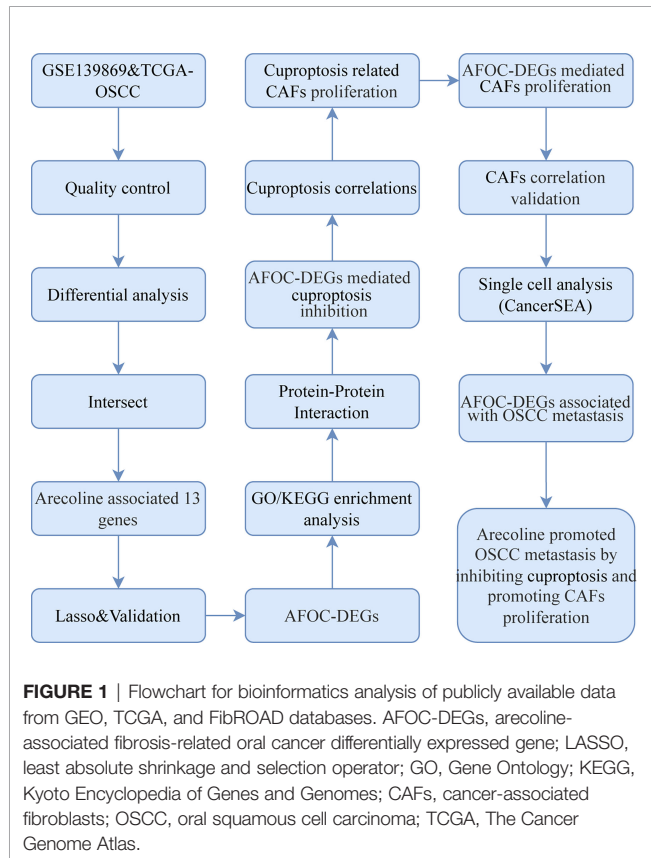 GSE139869&TCGA-
OSCC
Quality control
Differential analysis
Intersect
Arecoline associated 13
genes
Lasso&Validation
AFOC-DEGs
GO/KEGG enrichment
analysis
Protein-Protein
Interaction
AFOC-DEGs mediated
cuproptosis
inhibition
Cuproptosis correlations
Cuproptosis related
CAFs proliferation
AFOC-DEGs mediated
CAFs proliferation
CAFs correlation
validation
Single cell analysis
(CancerSEA)
AFOC-DEGs associated
with OSCC metastasis
Arecoline promoted
OSCC metastasis by
inhibiting cuproptosis and
promoting CAFs
proliferation
FIGURE 1 | Flowchart for bioinformatics analysis of publicly available data
from GEO, TCGA, and FibROAD databases. AFOC-DEGs, arecoline-
associated fibrosis-related oral cancer differentially expressed gene; LASSO,
least absolute shrinkage and selection operator; GO, Gene Ontology; KEGG,
Kyoto Encyclopedia of Genes and Genomes; CAFs, cancer-associated
fibroblasts; OSCC, oral squamous cell carcinoma; TCGA, The Cancer
Genome Atlas.